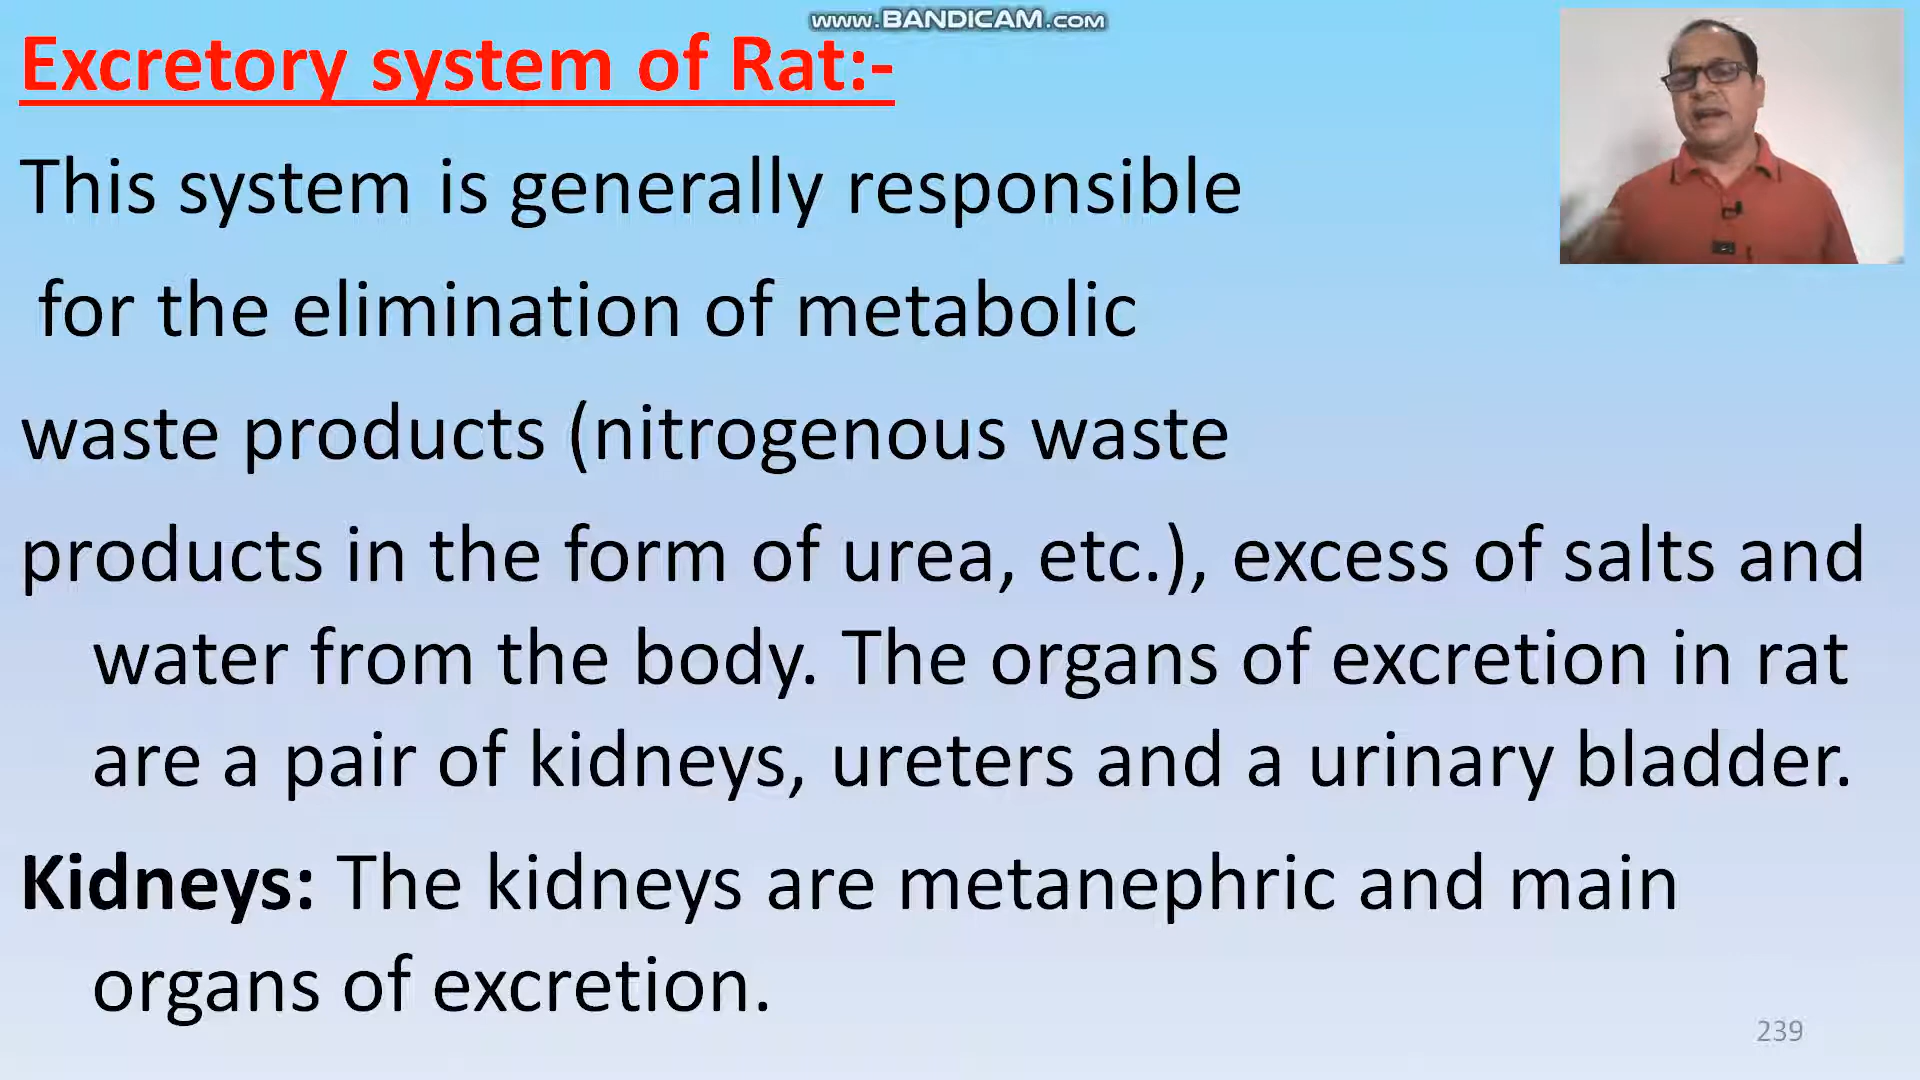 www.BANDICAM.com
Excretory system of Rat:-
This system is generally responsible
for the elimination of metabolic
waste products (nitrogenous waste
products in the form of urea, etc.), excess of salts and
water from the body. The organs of excretion in rat
are a pair of kidneys, ureters and a urinary bladder.
Kidneys: The kidneys are metanephric and main
organs of excretion.
239